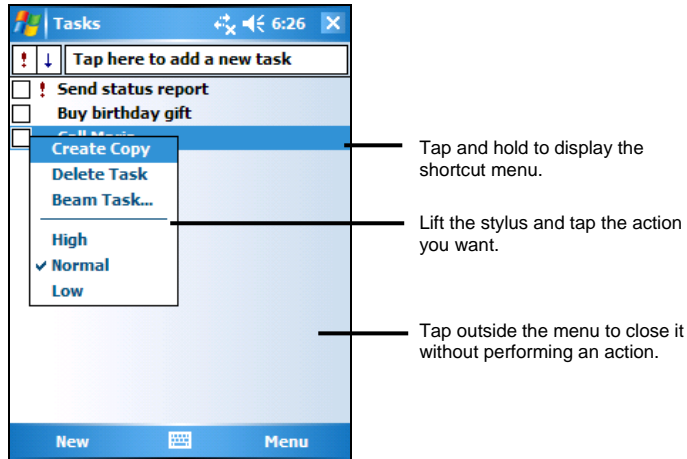 Tasks 6:26
! ↓ Tap here to add a new task
! Send status report
Buy birthday gift
Call Maria
Create Copy
Delete Task
Beam Task...
High
✓ Normal
Low
New Menu
Tap and hold to display the
shortcut menu.
Lift the stylus and tap the action
you want.
Tap outside the menu to close it
without performing an action.